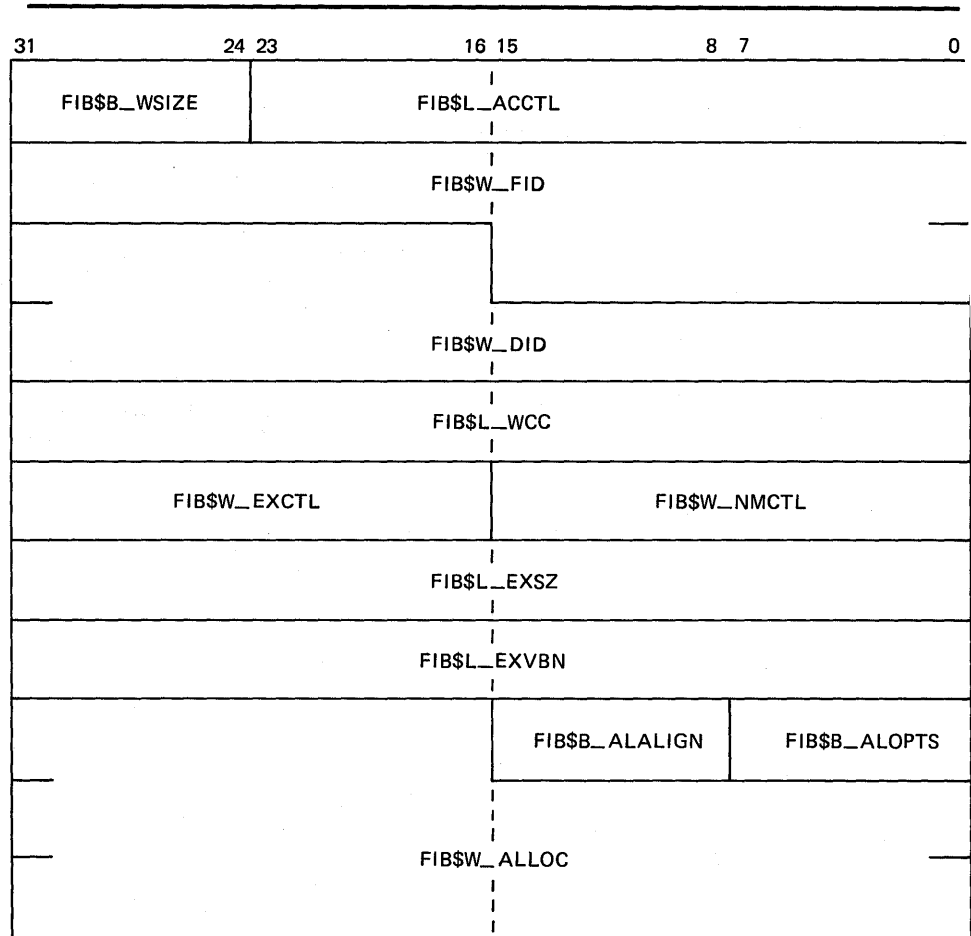 31 24 23 16 15 8 7 0
FIB$B_WSIZE FIB$L_ACCTL
FIB$W_FID
FIB$W_DID
FIB$L_WCC
FIB$W_EXCTL FIB$W_NMCTL
FIB$L_EXSZ
FIB$L_EXVBN
FIB$B_ALALIGN FIB$B_ALOPTS
FIB$W_ALLOC